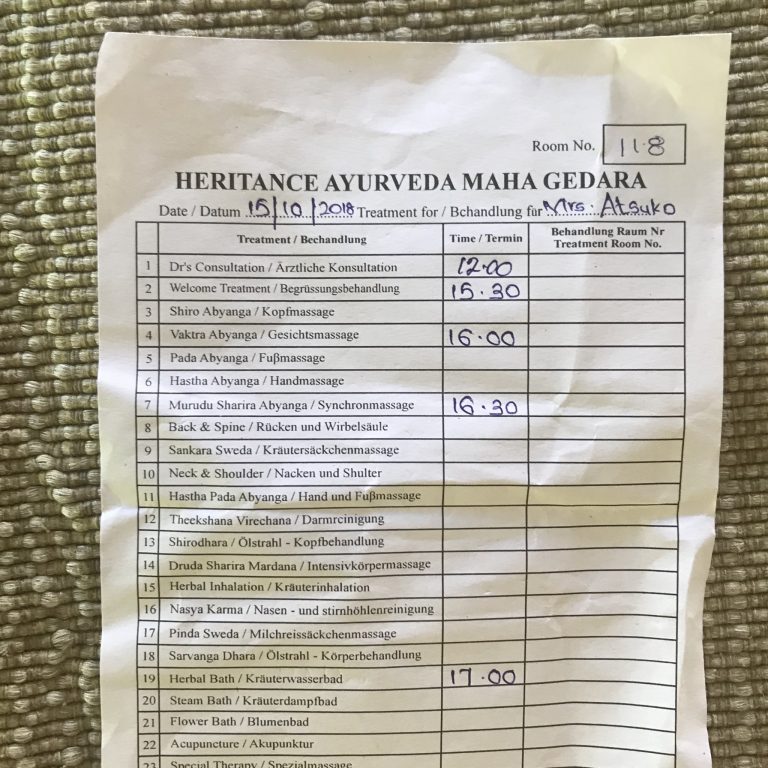 Room No. 118
HERITANCE AYURVEDA MAHA GEDARA
Date / Datum 15/10/2018 Treatment for / Bchandlung für Mrs. Atsuko
Treatment / Bechandlung Time / Termin Behandlung Raum Nr Treatment Room No.
1 Dr's Consultation / Ärztliche Konsultation 12.00
2 Welcome Treatment / Begrüssungsbehandlung 15.30
3 Shiro Abyanga / Kopfmassage
4 Vaktra Abyanga / Gesichtsmassage 16.00
5 Pada Abyanga / Fuβmassage
6 Hastha Abyanga / Handmassage
7 Murudu Sharira Abyanga / Synchronmassage 16.30
8 Back & Spine / Rücken und Wirbelsäule
9 Sankara Sweda / Kräutersäckchenmassage
10 Neck & Shoulder / Nacken und Shulter
11 Hastha Pada Abyanga / Hand und Fuβmassage
12 Theekshana Virechana / Darmreinigung
13 Shirodhara / Ölstrahl - Kopfbehandlung
14 Druda Sharira Mardana / Intensivkörpermassage
15 Herbal Inhalation / Kräuterinhalation
16 Nasya Karma / Nasen - und stirnhöhlenreinigung
17 Pinda Sweda / Milchreissäckchenmassage
18 Sarvanga Dhara / Ölstrahl - Körperbehandlung
19 Herbal Bath / Kräuterwasserbad 17.00
20 Steam Bath / Kräuterdampfbad
21 Flower Bath / Blumenbad
22 Acupuncture / Akupunktur
23 Special Therapy / Spezialmassage